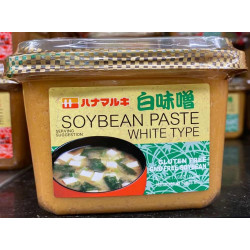 ハナマルキ
白味噌
SOYBEAN PASTE
WHITE TYPE
SERVING
SUGGESTION
GLUTEN FREE